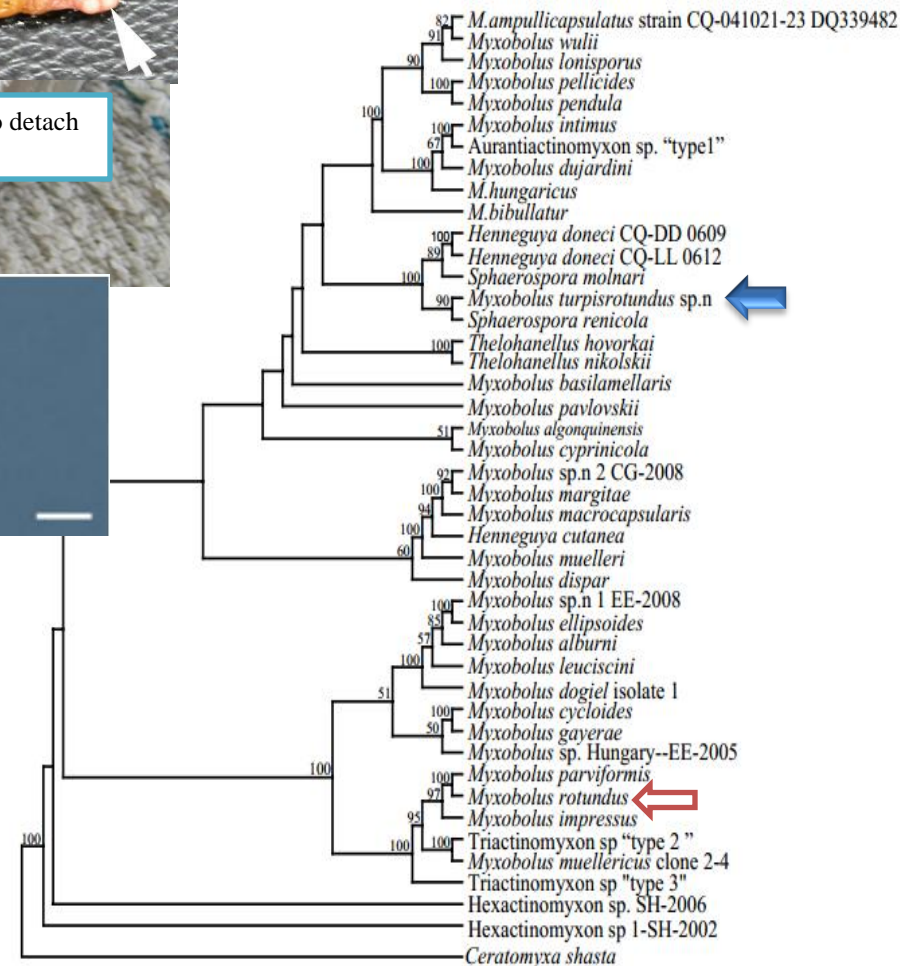 o detach
82 M.ampullicapsulatus strain CQ-041021-23 DQ339482
91 Myxobolus wulii
Myxobolus lonisporus
90
Myxobolus pellicides
100
Myxobolus pendula
100
Myxobolus intimus
100
Aurantiactinomyxon sp. “type1”
67
Myxobolus dujardini
100
M.hungaricus
M.bibullatur
Henneguya doneci CQ-DD 0609
100
Henneguya doneci CQ-LL 0612
89
Sphaerospora molnari
100
Myxobolus turpisrotundus sp.n
90
Sphaerospora renicola
Thelohanellus hovorkai
100
Thelohanellus nikolskii
Myxobolus basilamellaris
Myxobolus pavlovskii
Myxobolus algonquinensis
51
Myxobolus cyprinicola
Myxobolus sp.n 2 CG-2008
92
Myxobolus margitae
100
Myxobolus macrocapsularis
94
Henneguya cutanea
100
Myxobolus muelleri
60
Myxobolus dispar
Myxobolus sp.n 1 EE-2008
100
Myxobolus ellipsoides
85
Myxobolus alburni
57
Myxobolus leuciscini
100
Myxobolus dogiel isolate 1
51
Myxobolus cycloides
100
Myxobolus gayerae
50
Myxobolus sp. Hungary--EE-2005
100
Myxobolus parviformis
100
Myxobolus rotundus
97
Myxobolus impressus
95
Triactinomyxon sp “type 2 ”
100
100
Myxobolus muellericus clone 2-4
Triactinomyxon sp "type 3"
100
Hexactinomyxon sp. SH-2006
Hexactinomyxon sp 1-SH-2002
Ceratomyxa shasta